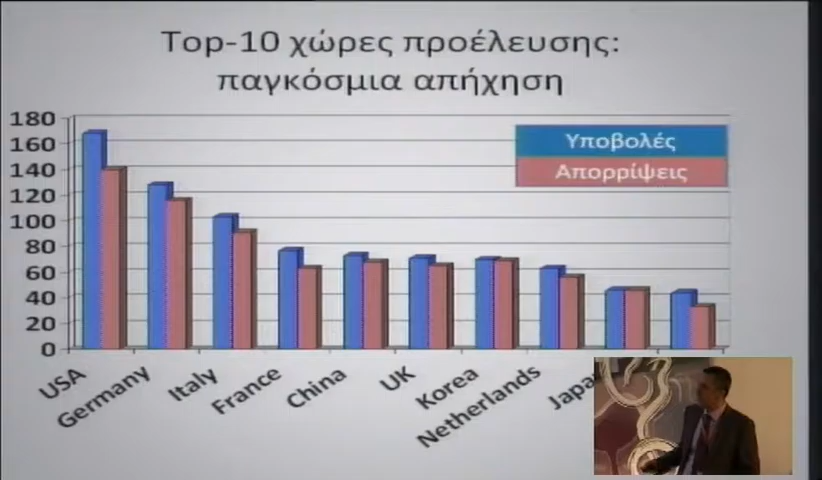 Top-10 χώρες προέλευσης:
παγκόσμια απήχηση
Υποβολές
Απορρίψεις
180
160
140
120
100
80
60
40
20
0
USA
Germany
Italy
France
China
UK
Korea
Netherlands